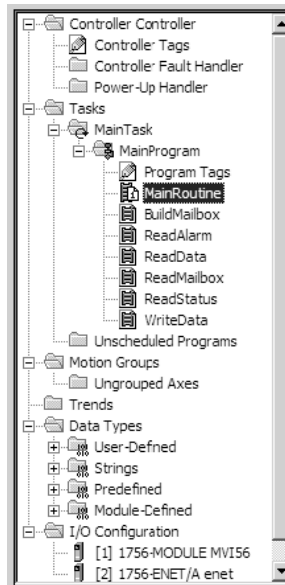 Controller Controller
Controller Tags
Controller Fault Handler
Power-Up Handler
Tasks
MainTask
MainProgram
Program Tags
MainRoutine
BuildMailbox
ReadAlarm
ReadData
ReadMailbox
ReadStatus
WriteData
Unscheduled Programs
Motion Groups
Ungrouped Axes
Trends
Data Types
User-Defined
Strings
Predefined
Module-Defined
I/O Configuration
[1] 1756-MODULE MVI56
[2] 1756-ENET/A enet